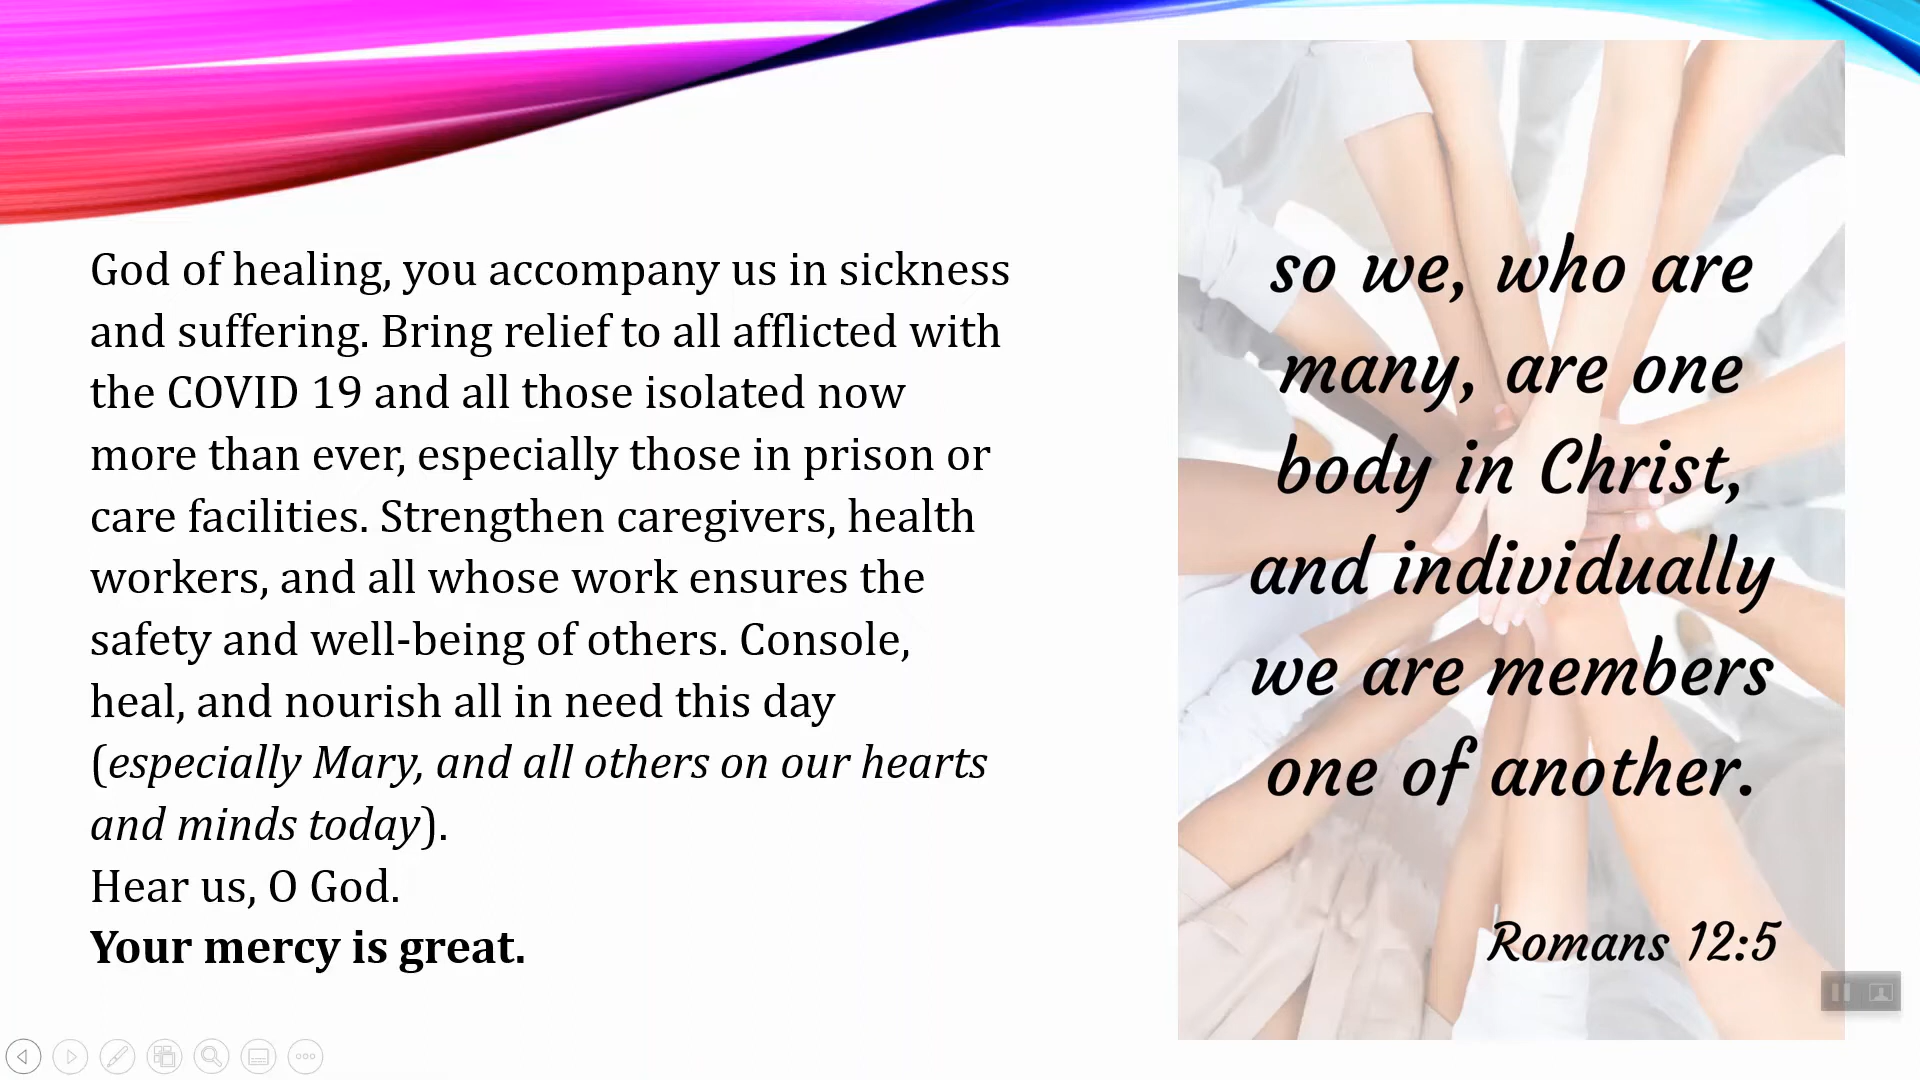 God of healing, you accompany us in sickness
and suffering. Bring relief to all afflicted with
the COVID 19 and all those isolated now
more than ever, especially those in prison or
care facilities. Strengthen caregivers, health
workers, and all whose work ensures the
safety and well-being of others. Console,
heal, and nourish all in need this day
(especially Mary, and all others on our hearts
and minds today).
Hear us, O God.
Your mercy is great.
so we, who are
many, are one
body in Christ,
and individually
we are members
one of another.
Romans 12:5